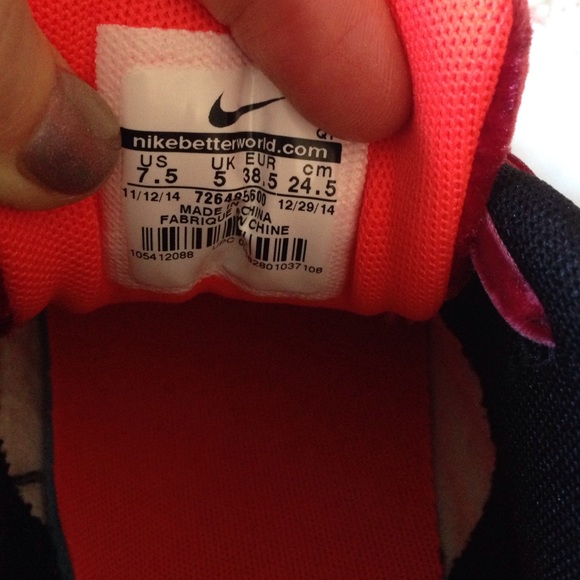 nikebetterworld.com
US UK EUR cm
7.5 5 38.5 24.5
11/12/14 12/29/14
MADE IN CHINA
FABRIQUE CHINE
105412088